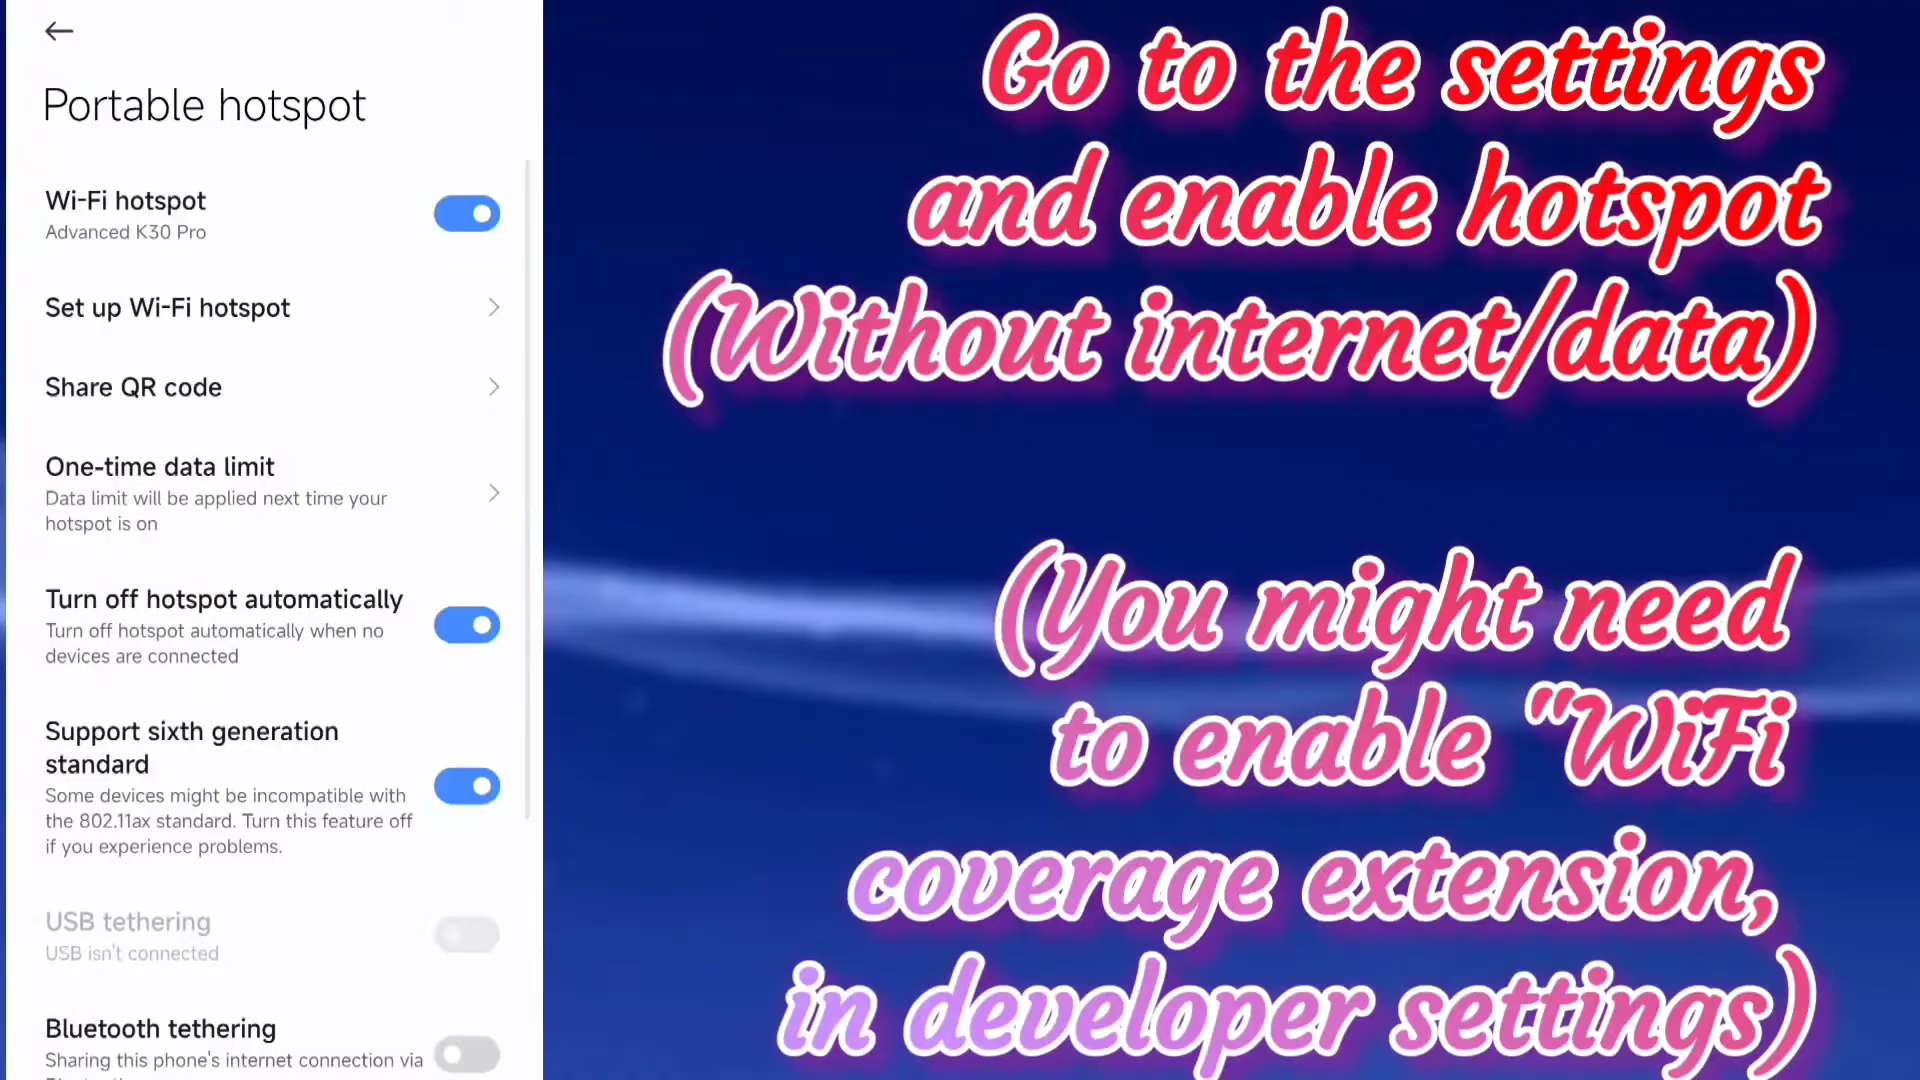 Portable hotspot
Wi-Fi hotspot
Advanced K30 Pro
Set up Wi-Fi hotspot
Share QR code
One-time data limit
Data limit will be applied next time your
hotspot is on
Turn off hotspot automatically
Turn off hotspot automatically when no
devices are connected
Support sixth generation
standard
Some devices might be incompatible with
the 802.11ax standard. Turn this feature off
if you experience problems.
USB tethering
USB isn't connected
Bluetooth tethering
Sharing this phone's internet connection via
Go to the settings
and enable hotspot
(Without internet/data)
(You might need
to enable "WiFi
coverage extension,
in developer settings)